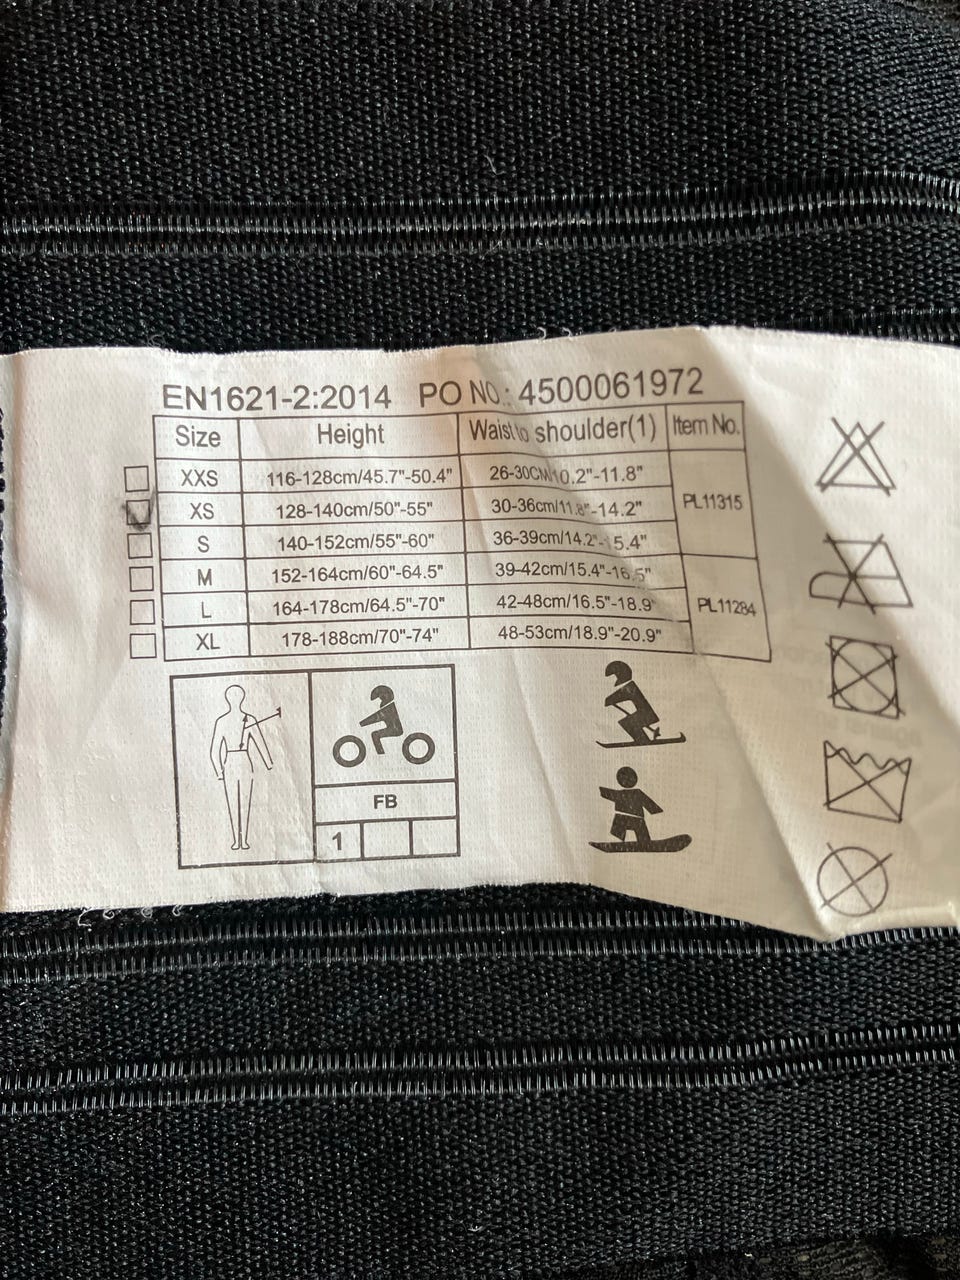 EN1621-2:2014 PO NO.: 4500061972
Size Height Waist to shoulder(1) Item No.
XXS 116-128cm/45.7"-50.4" 26-30CM/10.2"-11.8"
XS 128-140cm/50"-55" 30-36cm/11.8"-14.2" PL11315
S 140-152cm/55"-60" 36-39cm/14.2"-15.4"
M 152-164cm/60"-64.5" 39-42cm/15.4"-16.5"
L 164-178cm/64.5"-70" 42-48cm/16.5"-18.9" PL11284
XL 178-188cm/70"-74" 48-53cm/18.9"-20.9"
FB
1